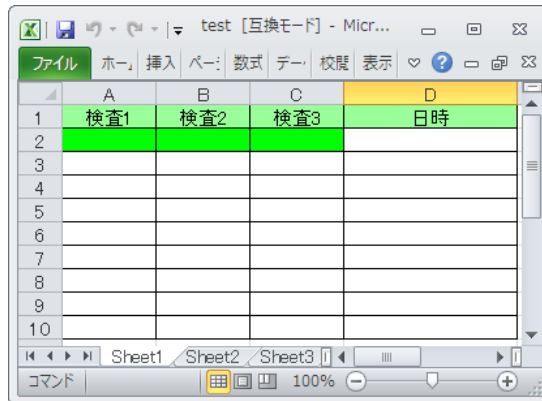 test [互換モード] - Micr...
ファイル ホー 挿入 ペー 数式 デー 校閲 表示
A B C D
1 検査1 検査2 検査3 日時
2
3
4
5
6
7
8
9
10
Sheet1 Sheet2 Sheet3
コマンド 100%